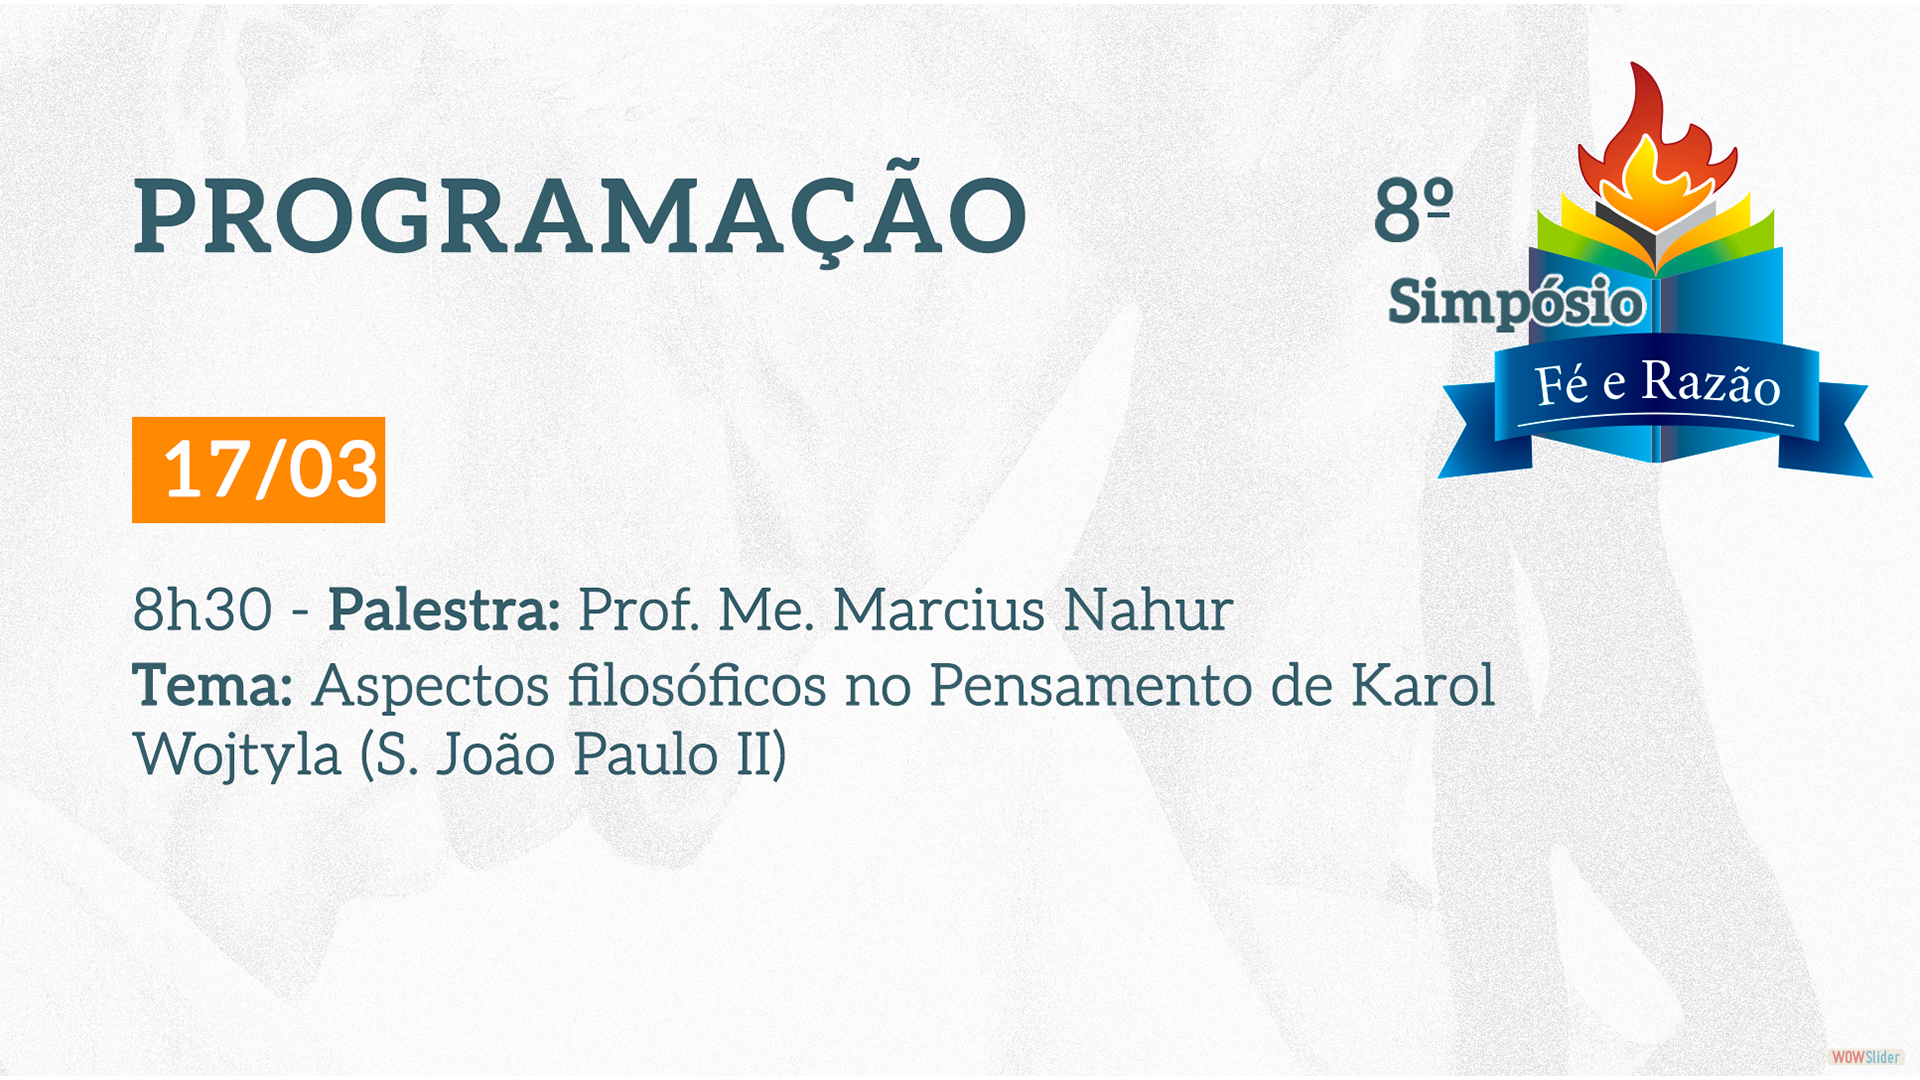 PROGRAMAÇÃO
8º
Simpósio
Fé e Razão
17/03
8h30 - Palestra: Prof. Me. Marcius Nahur
Tema: Aspectos filosóficos no Pensamento de Karol
Wojtyla (S. João Paulo II)
WOWSlider